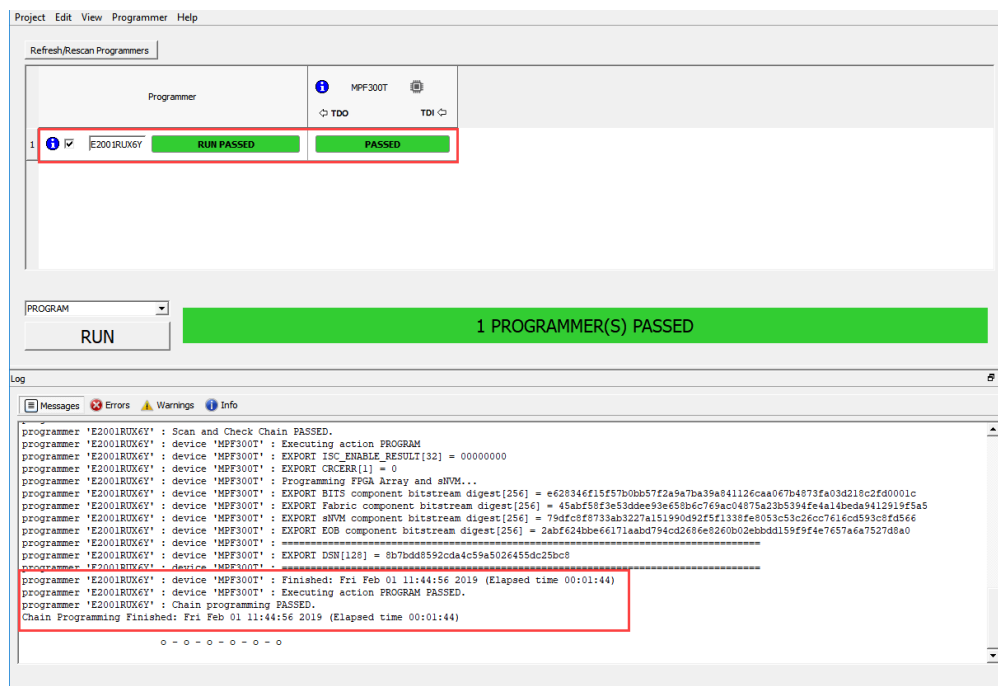 Project Edit View Programmer Help
Refresh/Rescan Programmers
Programmer
MPF300T
TDO TDI
1 E2001RUX6Y RUN PASSED PASSED
PROGRAM
RUN
1 PROGRAMMER(S) PASSED
Log
Messages Errors Warnings Info
programmer 'E2001RUX6Y' : Scan and Check Chain PASSED.
programmer 'E2001RUX6Y' : device 'MPF300T' : Executing action PROGRAM
programmer 'E2001RUX6Y' : device 'MPF300T' : EXPORT ISC_ENABLE_RESULT[32] = 00000000
programmer 'E2001RUX6Y' : device 'MPF300T' : EXPORT CRCERR[1] = 0
programmer 'E2001RUX6Y' : device 'MPF300T' : Programming FPGA Array and sNVM...
programmer 'E2001RUX6Y' : device 'MPF300T' : EXPORT BITS component bitstream digest[256] = e628346f15f57b0bb57f2a9a7ba39a841126caa067b4873fa03d218c2fd0001c
programmer 'E2001RUX6Y' : device 'MPF300T' : EXPORT Fabric component bitstream digest[256] = 45abf58f3e53ddee93e658b6c769ac04875a23b5394fe4a14beda9412919f5a5
programmer 'E2001RUX6Y' : device 'MPF300T' : EXPORT sNVM component bitstream digest[256] = 79dfc8f8733ab3227a151990d92f5f1338fe8053c53c26cc7616cd593c8fd566
programmer 'E2001RUX6Y' : device 'MPF300T' : EXPORT EOB component bitstream digest[256] = 2abf624bbe66171aabd794cd2686e8260b02ebbdd159f9f4e7657a6a7527d8a0
programmer 'E2001RUX6Y' : device 'MPF300T' : ===========================================================================
programmer 'E2001RUX6Y' : device 'MPF300T' : EXPORT DSN[128] = 8b7bdd8592cda4c59a5026455dc25bc8
programmer 'E2001RUX6Y' : device 'MPF300T' : ===========================================================================
programmer 'E2001RUX6Y' : device 'MPF300T' : Finished: Fri Feb 01 11:44:56 2019 (Elapsed time 00:01:44)
programmer 'E2001RUX6Y' : device 'MPF300T' : Executing action PROGRAM PASSED.
programmer 'E2001RUX6Y' : Chain programming PASSED.
Chain Programming Finished: Fri Feb 01 11:44:56 2019 (Elapsed time 00:01:44)
o - o - o - o - o - o